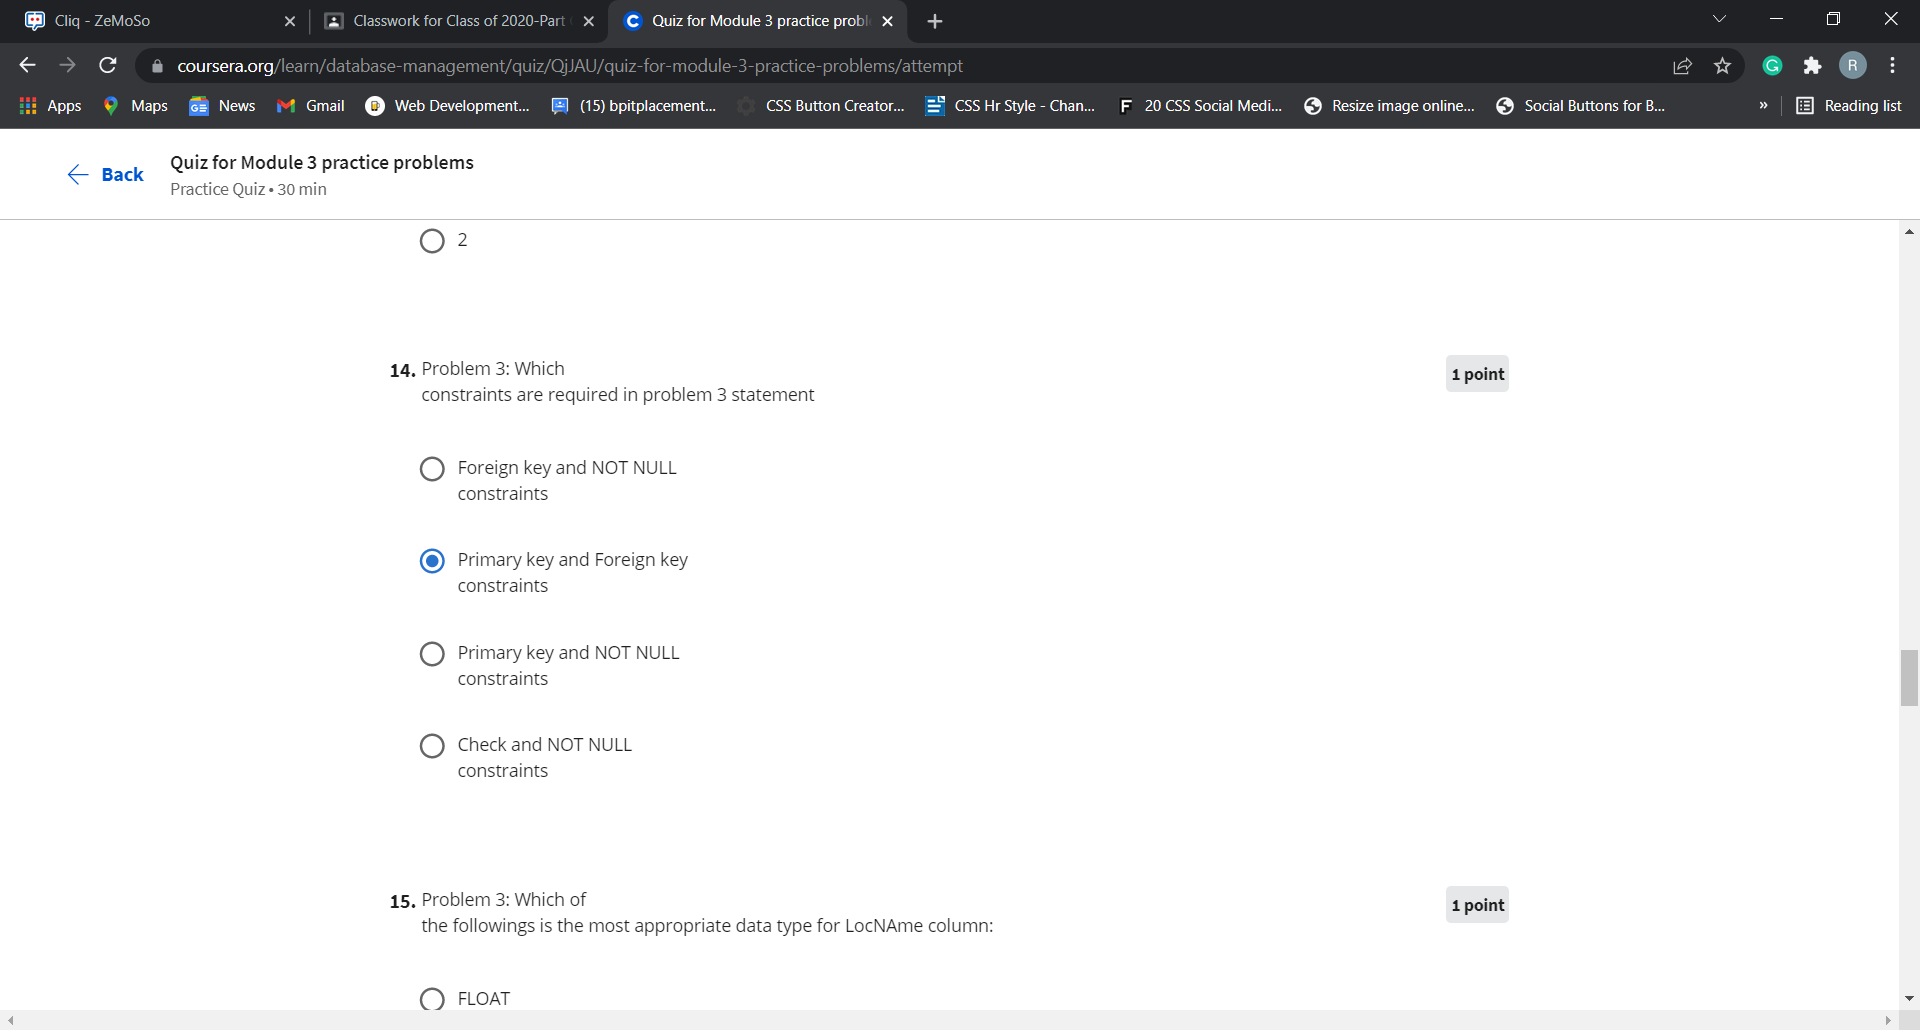 Cliq - ZeMoSo
Classwork for Class of 2020-Part
Quiz for Module 3 practice probl
coursera.org/learn/database-management/quiz/QjJAU/quiz-for-module-3-practice-problems/attempt
R
Apps
Maps
News
Gmail
Web Development...
(15) bpitplacement...
CSS Button Creator...
CSS Hr Style - Chan...
20 CSS Social Medi...
Resize image online...
Social Buttons for B...
»
Reading list
Back
Quiz for Module 3 practice problems
Practice Quiz • 30 min
2
14. Problem 3: Which
constraints are required in problem 3 statement
1 point
Foreign key and NOT NULL
constraints
Primary key and Foreign key
constraints
Primary key and NOT NULL
constraints
Check and NOT NULL
constraints
15. Problem 3: Which of
the followings is the most appropriate data type for LocNAme column:
1 point
FLOAT